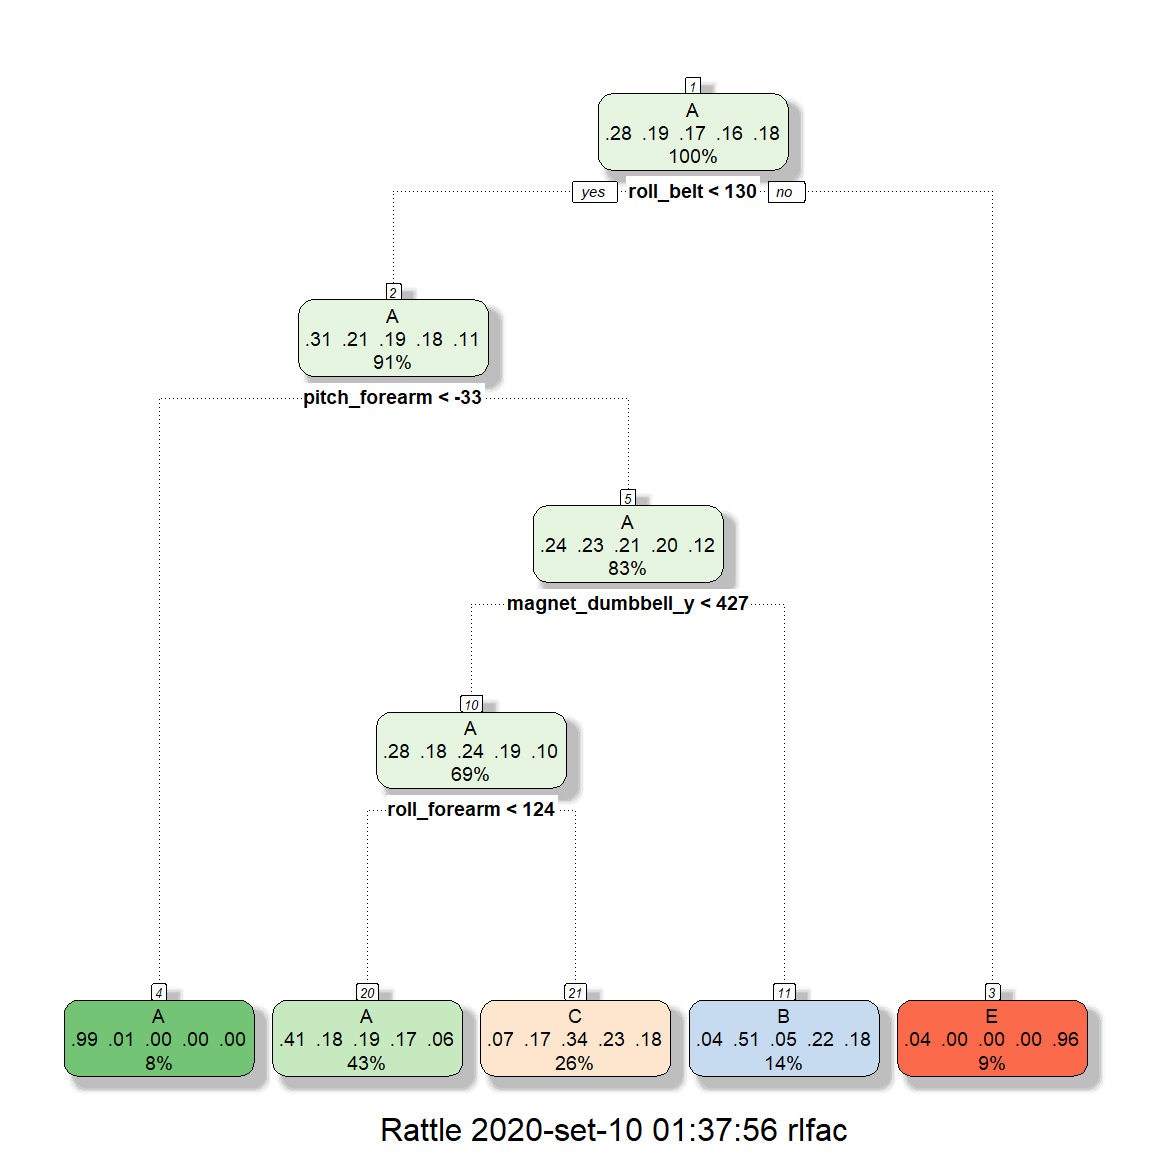 1
A
.28 .19 .17 .16 .18
100%
yes roll_belt < 130 no
2
A
.31 .21 .19 .18 .11
91%
pitch_forearm < -33
5
A
.24 .23 .21 .20 .12
83%
magnet_dumbbell_y < 427
10
A
.28 .18 .24 .19 .10
69%
roll_forearm < 124
4
A
.99 .01 .00 .00 .00
8%
20
A
.41 .18 .19 .17 .06
43%
21
C
.07 .17 .34 .23 .18
26%
11
B
.04 .51 .05 .22 .18
14%
3
E
.04 .00 .00 .00 .96
9%
Rattle 2020-set-10 01:37:56 rlfac